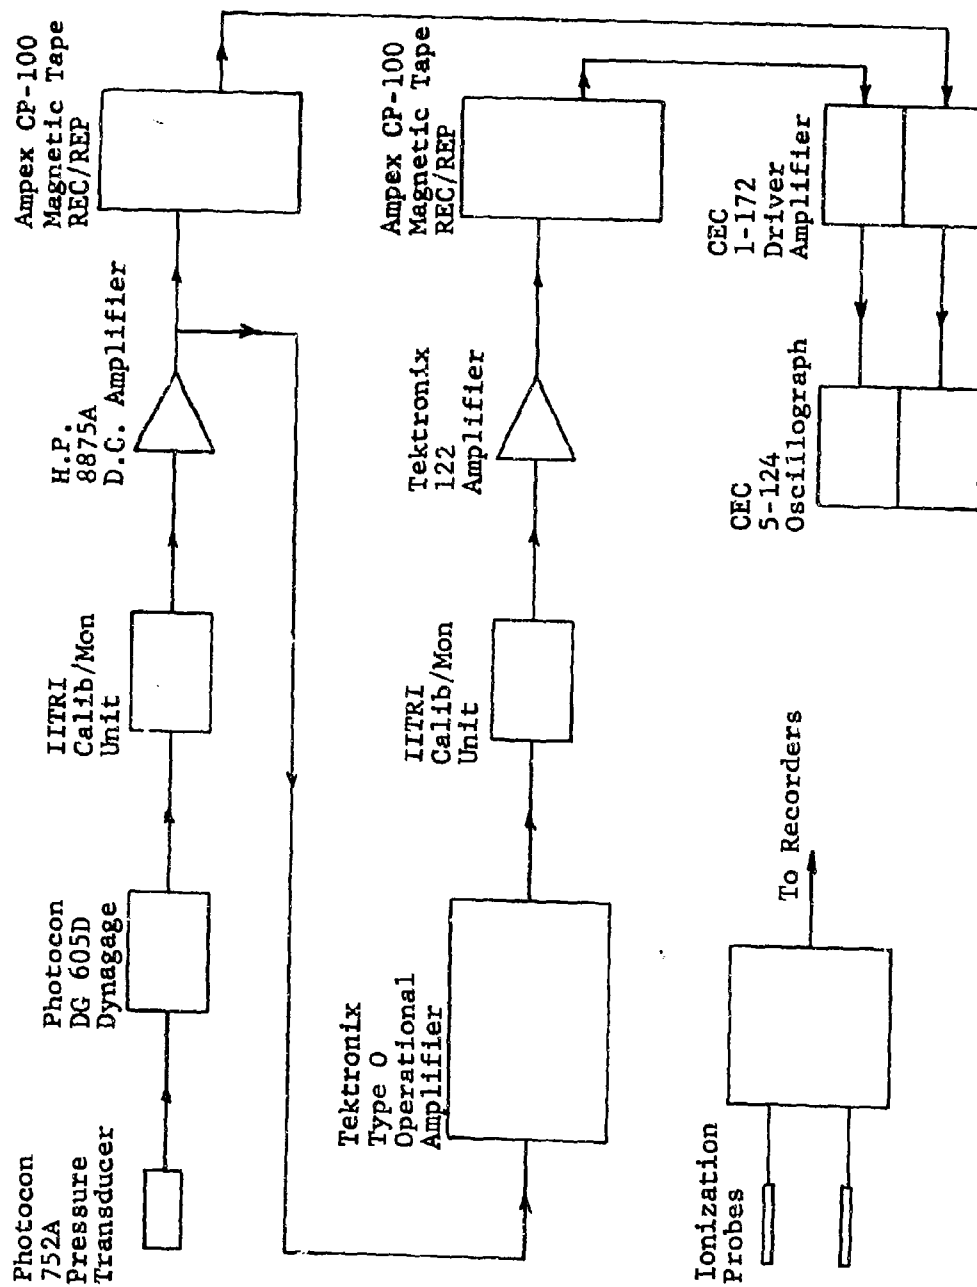 Photocon
752A
Pressure
Transducer
Photocon
DG 605D
Dynagage
IITRI
Calib/Mon
Unit
H.P.
8875A
D.C. Amplifier
Ampex CP-100
Magnetic Tape
REC/REP
Tektronix
Type O
Operational
Amplifier
IITRI
Calib/Mon
Unit
Tektronix
122
Amplifier
Ampex CP-100
Magnetic Tape
REC/REP
Ionization
Probes
To Recorders
CEC
5-124
Oscillograph
CEC
1-172
Driver
Amplifier